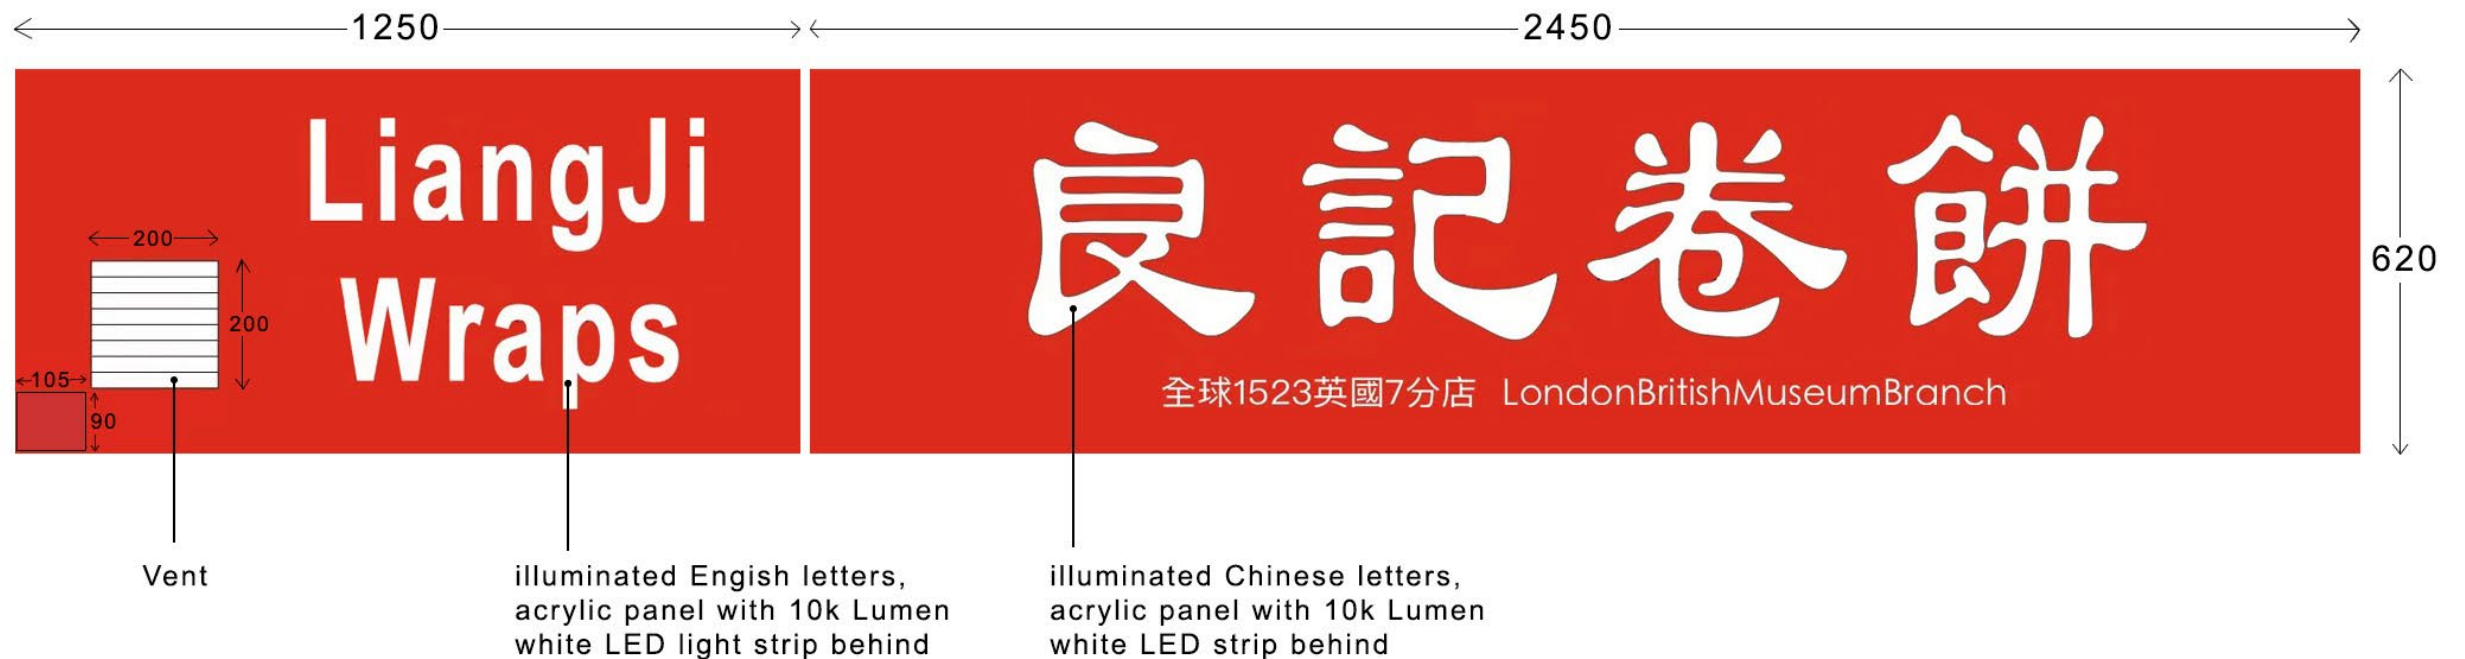 1250
2450
LiangJi
Wraps
良記卷餅
全球1523英國7分店 LondonBritishMuseumBranch
620
200
200
105
90
Vent
illuminated Engish letters,
acrylic panel with 10k Lumen
white LED light strip behind
illuminated Chinese letters,
acrylic panel with 10k Lumen
white LED strip behind